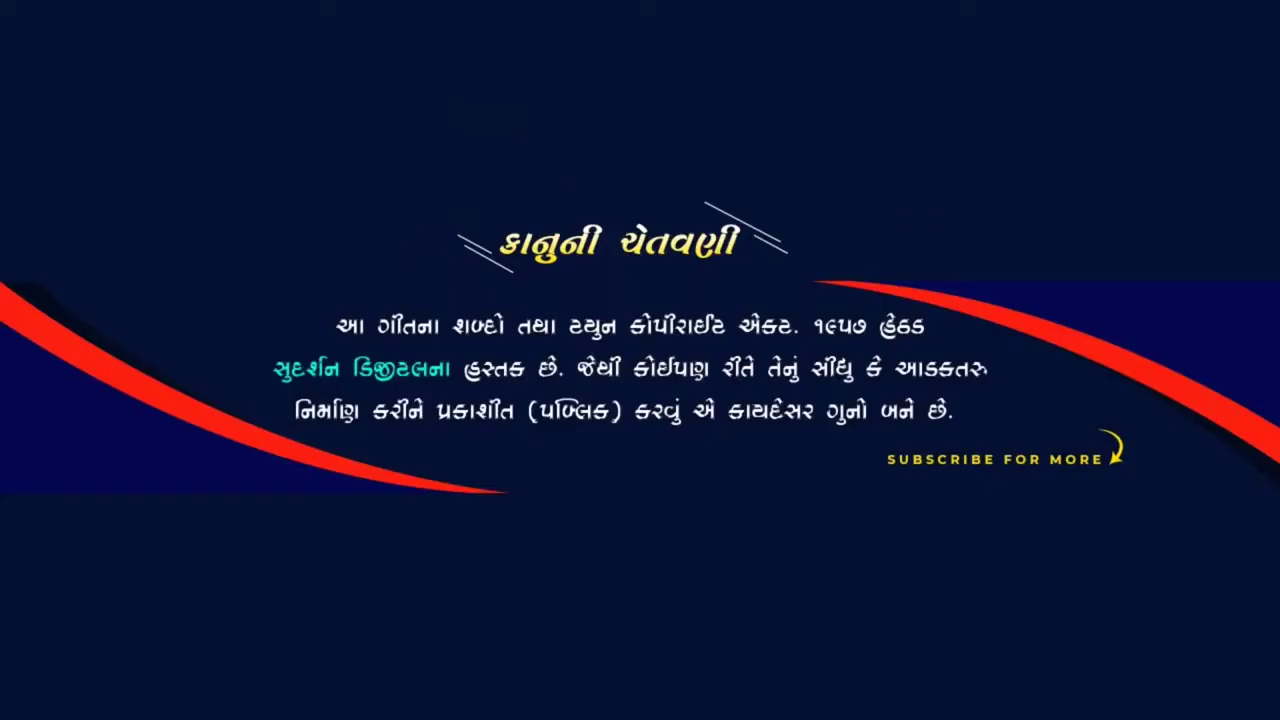 કાનુની ચેતવણી
આ ગીતના શબ્દો તથા ટયુન કોપીરાઈટ એકટ. ૧૯૫૭ હેઠક
સુદર્શન ડિજીટલના હસ્તક છે. જેથી કોઈપણ રીતે તેનું સીધુ કે આડકતરુ
નિર્માણ કરીને પ્રકાશીત (પબ્લિક) કરવું એ કાયદેસર ગુનો બને છે.
SUBSCRIBE FOR MORE